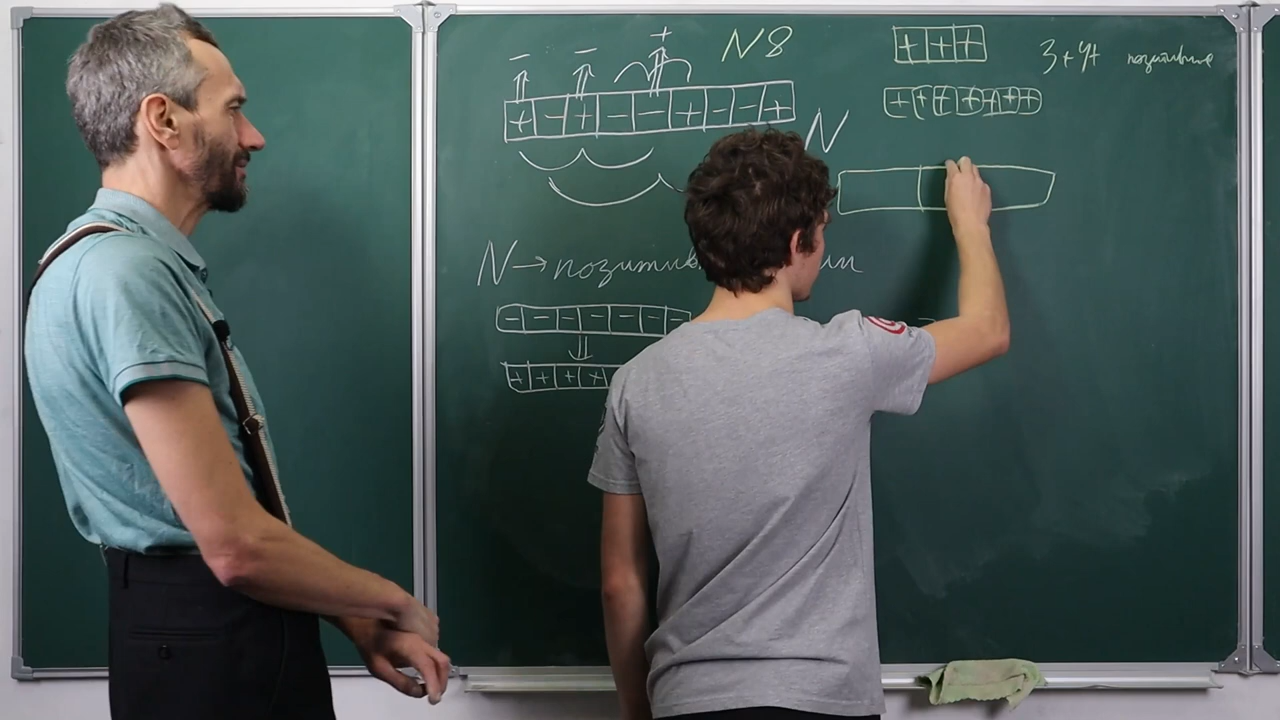 - - + N8
+ - + - - + - - +
+ + +
3 + 4t позитивные
+ + + + + + +
N
N → позитив
- - - - - - -
+ + + +